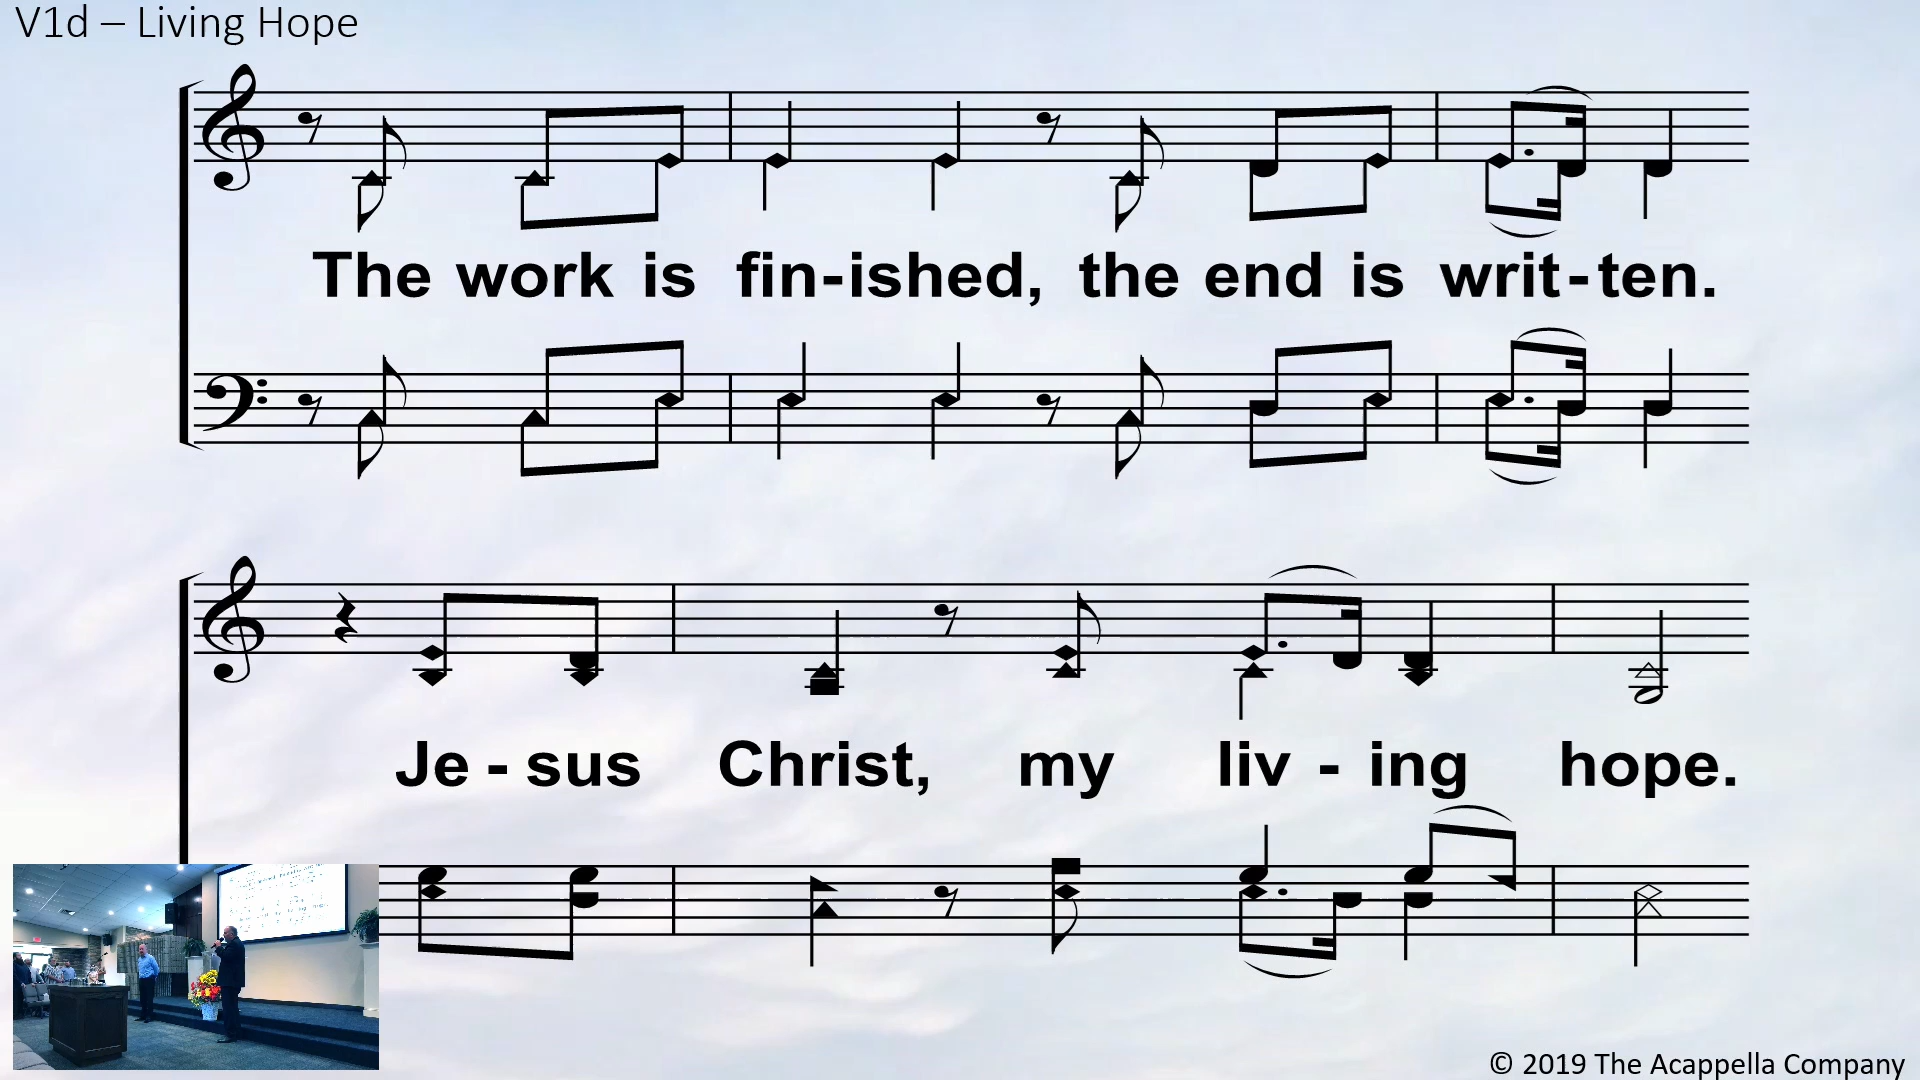 V1d – Living Hope
The work is fin-ished, the end is writ-ten.
Je - sus Christ, my liv - ing hope.
© 2019 The Acappella Company